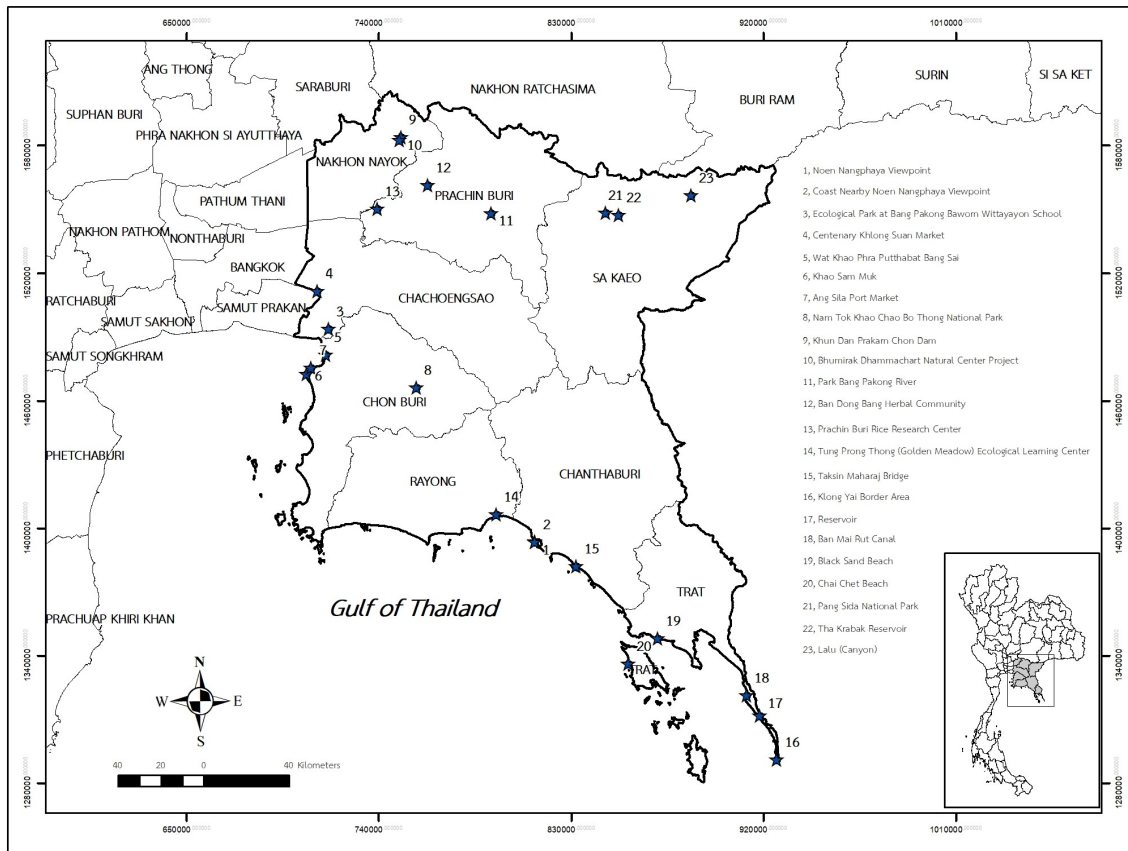 650000 740000 830000 920000 1010000
ANG THONG
SARABURI
NAKHON RATCHASIMA
SURIN
SI SA KET
BURI RAM
SUPHAN BURI
PHRA NAKHON SI AYUTTHAYA
NAKHON NAYOK
PATHUM THANI
PRACHIN BURI
NAKHON PATHOM
NONTHABURI
BANGKOK
SA KAEO
CHACHOENGSAO
RATCHABURI
SAMUT PRAKAN
SAMUT SAKHON
SAMUT SONGKHRAM
CHON BURI
PHETCHABURI
RAYONG
CHANTHABURI
TRAT
PRACHUAP KHIRI KHAN
Gulf of Thailand
TRAT
9
10
12
13
11
21
22
23
4
3
5
7
6
8
14
2
1
15
19
20
18
17
16
1, Noen Nangphaya Viewpoint
2, Coast Nearby Noen Nangphaya Viewpoint
3, Ecological Park at Bang Pakong Bawom Wittayayon School
4, Centenary Khlong Suan Market
5, Wat Khao Phra Putthabat Bang Sai
6, Khao Sam Muk
7, Ang Sila Port Market
8, Nam Tok Khao Chao Bo Thong National Park
9, Khun Dan Prakarn Chon Dam
10, Bhumirak Dhammachart Natural Center Project
11, Park Bang Pakong River
12, Ban Dong Bang Herbal Community
13, Prachin Buri Rice Research Center
14, Tung Prong Thong (Golden Meadow) Ecological Learning Center
15, Taksin Maharaj Bridge
16, Klong Yai Border Area
17, Reservoir
18, Ban Mai Rut Canal
19, Black Sand Beach
20, Chai Chet Beach
21, Pang Sida National Park
22, Tha Krabak Reservoir
23, Lalu (Canyon)
N
W E
S
40 20 0 40 Kilometers
1580000
1520000
1460000
1400000
1340000
1280000
1580000
1520000
1460000
1400000
1340000
1280000
650000 740000 830000 920000 1010000